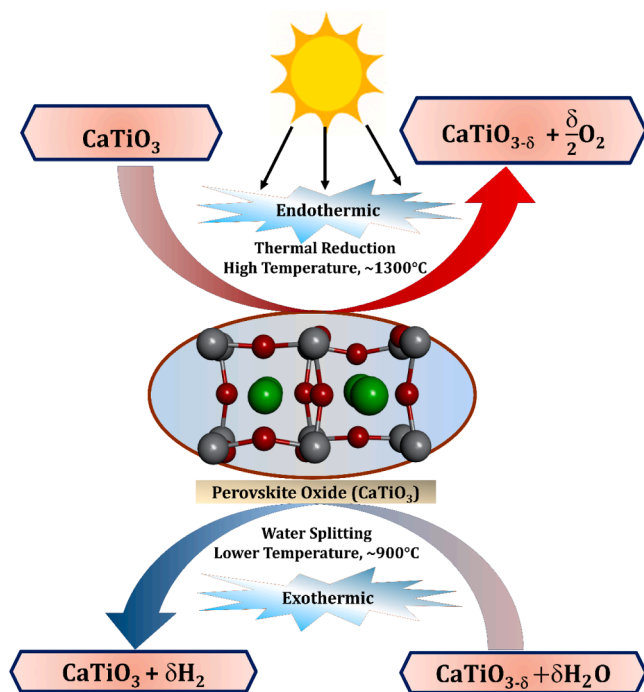 CaTiO₃
CaTiO₃₋δ + δ/2 O₂
Endothermic
Thermal Reduction
High Temperature, ~1300°C
Perovskite Oxide (CaTiO₃)
Water Splitting
Lower Temperature, ~900°C
Exothermic
CaTiO₃ + δH₂
CaTiO₃₋δ +δH₂O